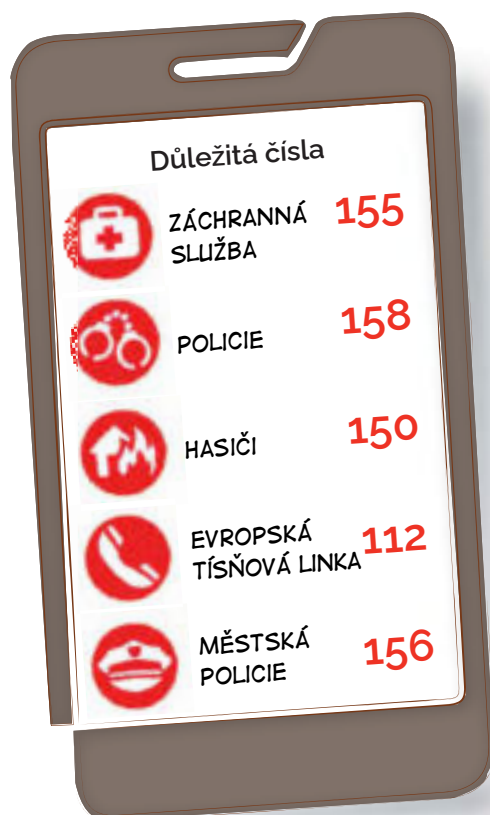 Důležitá čísla
ZÁCHRANNÁ 155
SLUŽBA
POLICIE 158
HASIČI 150
EVROPSKÁ 112
TÍSŇOVÁ LINKA
MĚSTSKÁ 156
POLICIE